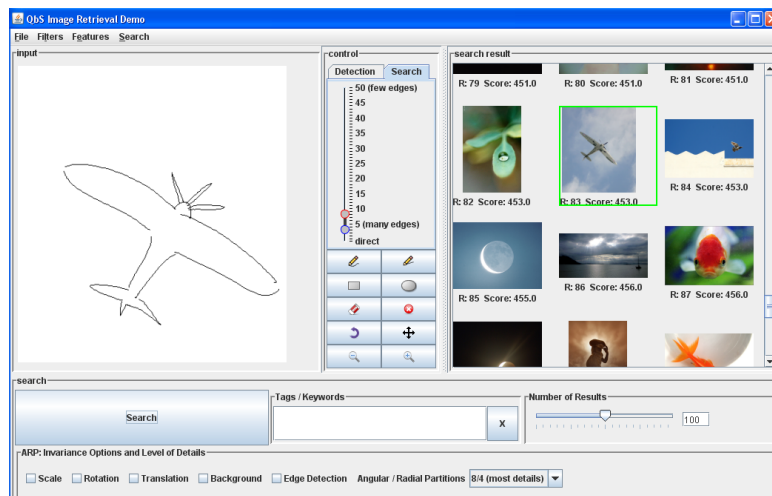 QbS Image Retrieval Demo
File Filters Features Search
input
control
search result
Detection Search
50 (few edges)
45
40
35
30
25
20
15
10
5 (many edges)
direct
R: 79 Score: 451.0
R: 80 Score: 451.0
R: 81 Score: 451.0
R: 82 Score: 453.0
R: 83 Score: 453.0
R: 84 Score: 453.0
R: 85 Score: 455.0
R: 86 Score: 456.0
R: 87 Score: 456.0
search
Search
Tags / Keywords
X
Number of Results
100
ARP: Invariance Options and Level of Details
Scale Rotation Translation Background Edge Detection Angular / Radial Partitions 8/4 (most details)